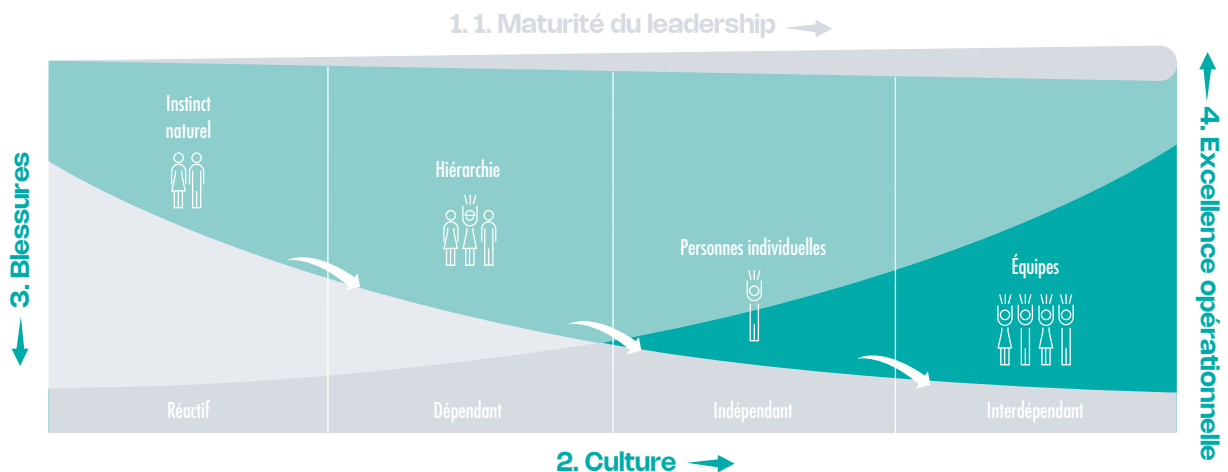 1. 1. Maturité du leadership
Instinct
naturel
Hiérarchie
Personnes individuelles
Équipes
3. Blessures
4. Excellence opérationnelle
Réactif
Dépendant
Indépendant
Interdépendant
2. Culture